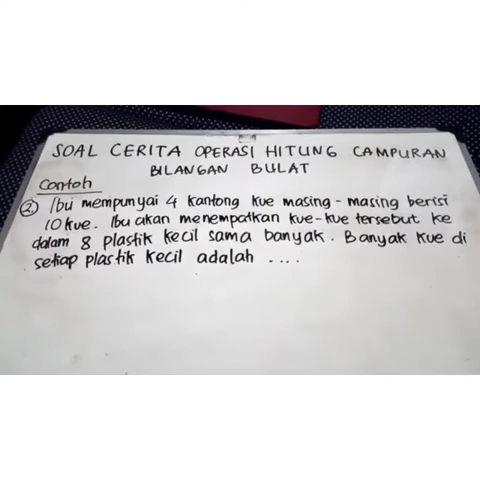 SOAL CERITA OPERASI HITUNG CAMPURAN
BILANGAN BULAT
Contoh
② Ibu mempunyai 4 kantong kue masing-masing berisi
10 kue. Ibu akan menempatkan kue-kue tersebut ke
dalam 8 plastik kecil sama banyak. Banyak kue di
setiap plastik kecil adalah ....